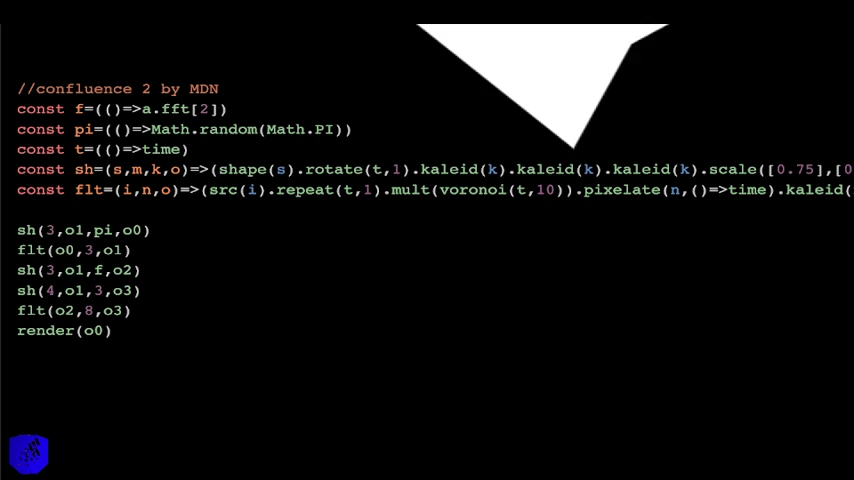 //confluence 2 by MDN
const f=(()=>a.fft[2])
const pi=(()=>Math.random(Math.PI))
const t=(()=>time)
const sh=(s,m,k,o)=>(shape(s).rotate(t,1).kaleid(k).kaleid(k).kaleid(k).scale([0.75],[0
const flt=(i,n,o)=>(src(i).repeat(t,1).mult(voronoi(t,10)).pixelate(n,()=>time).kaleid(
sh(3,o1,pi,o0)
flt(o0,3,o1)
sh(3,o1,f,o2)
sh(4,o1,3,o3)
flt(o2,8,o3)
render(o0)